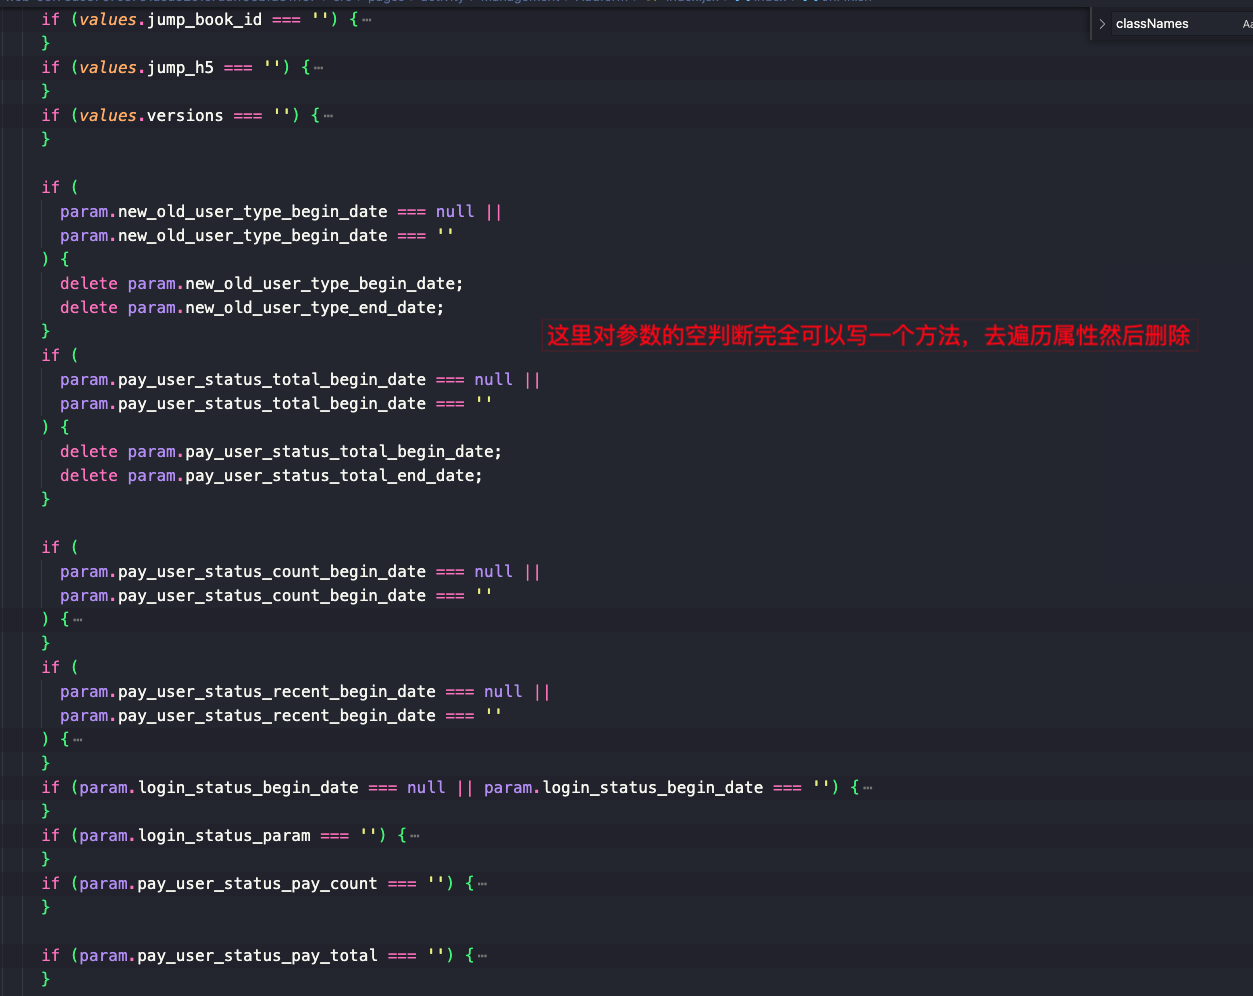 if (values.jump_book_id === '') {…
}
if (values.jump_h5 === '') {…
}
if (values.versions === '') {…
}
if (
param.new_old_user_type_begin_date === null ||
param.new_old_user_type_begin_date === ''
) {
delete param.new_old_user_type_begin_date;
delete param.new_old_user_type_end_date;
}
if (
param.pay_user_status_total_begin_date === null ||
param.pay_user_status_total_begin_date === ''
) {
delete param.pay_user_status_total_begin_date;
delete param.pay_user_status_total_end_date;
}
if (
param.pay_user_status_count_begin_date === null ||
param.pay_user_status_count_begin_date === ''
) {…
}
if (
param.pay_user_status_recent_begin_date === null ||
param.pay_user_status_recent_begin_date === ''
) {…
}
if (param.login_status_begin_date === null || param.login_status_begin_date === '') {…
}
if (param.login_status_param === '') {…
}
if (param.pay_user_status_pay_count === '') {…
}
if (param.pay_user_status_pay_total === '') {…
}
classNames
Aa
这里对参数的空判断完全可以写一个方法，去遍历属性然后删除